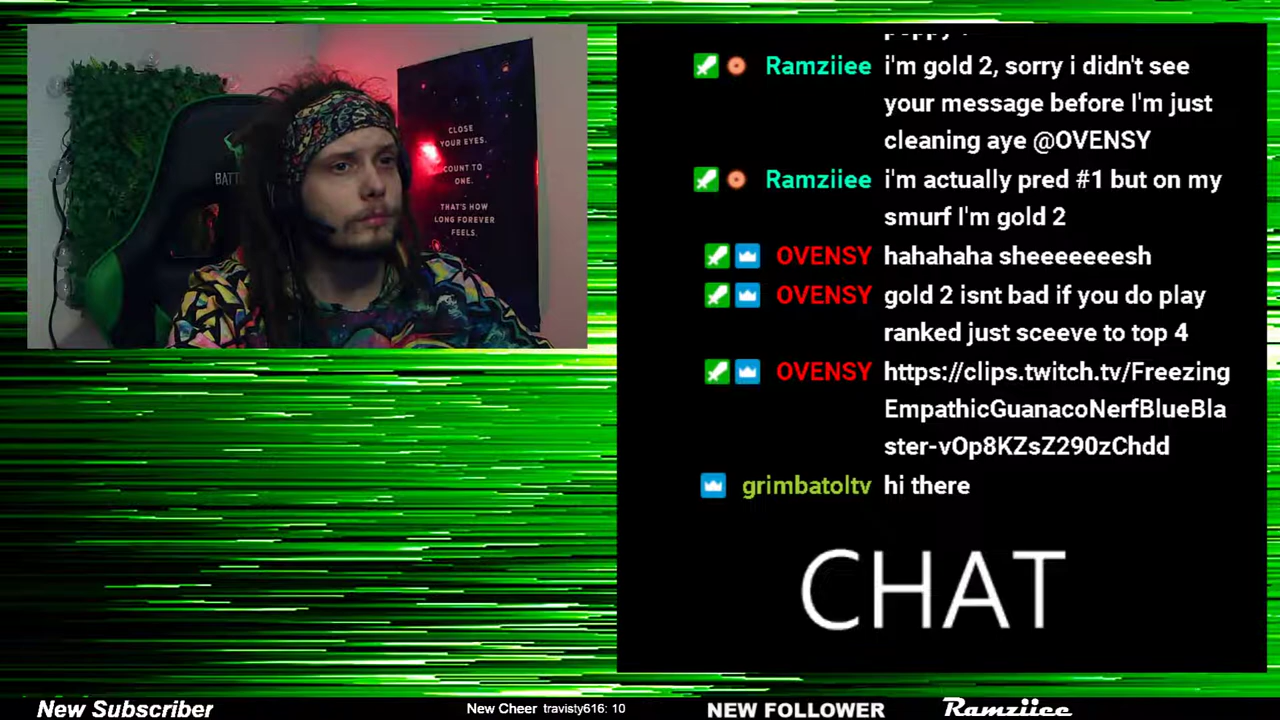 CLOSE
YOUR EYES.
COUNT TO
ONE.
THAT'S HOW
LONG FOREVER
FEELS.
BATT
Ramziiee i'm gold 2, sorry i didn't see
your message before I'm just
cleaning aye @OVENSY
Ramziiee i'm actually pred #1 but on my
smurf I'm gold 2
OVENSY hahahaha sheeeeeeesh
OVENSY gold 2 isnt bad if you do play
ranked just sceeve to top 4
OVENSY https://clips.twitch.tv/Freezing
EmpathicGuanacoNerfBlueBla
ster-vOp8KZsZ290zChdd
grimbatoltv hi there
CHAT
New Subscriber
New Cheer travisty616: 10
NEW FOLLOWER
Ramziiee